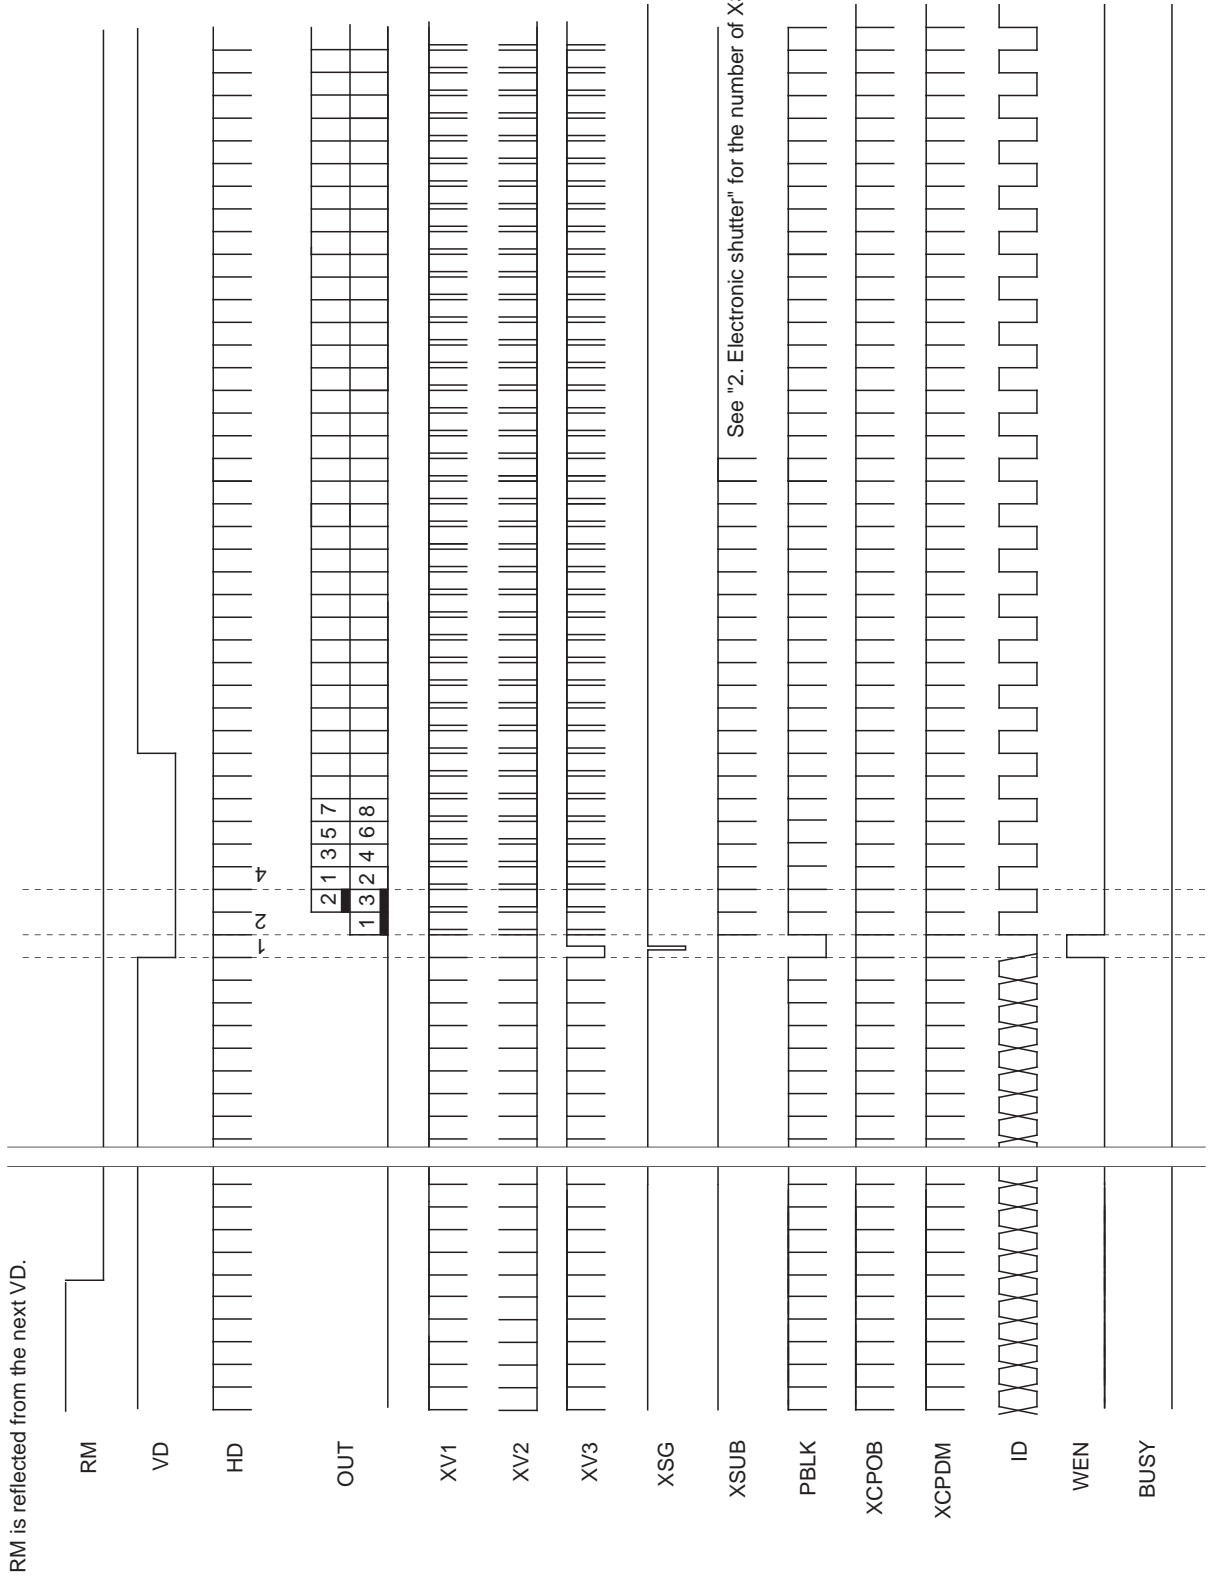 RM is reflected from the next VD.
RM
VD
HD
1 2 4
OUT
2 1 3 5 7
1 3 2 4 6 8
XV1
XV2
XV3
XSG
XSUB
See "2. Electronic shutter" for the number of
PBLK
XCPOB
XCPDM
ID
WEN
BUSY